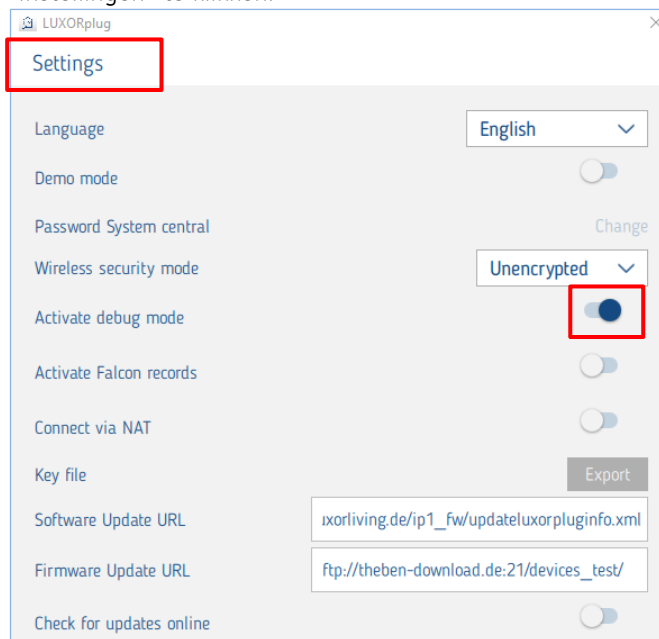 LUXORplug
Settings
Language English
Demo mode
Password System central Change
Wireless security mode Unencrypted
Activate debug mode
Activate Falcon records
Connect via NAT
Key file Export
Software Update URL uxorliving.de/ip1_fw/updateluxorpluginfo.xml
Firmware Update URL ftp://theben-download.de:21/devices_test/
Check for updates online